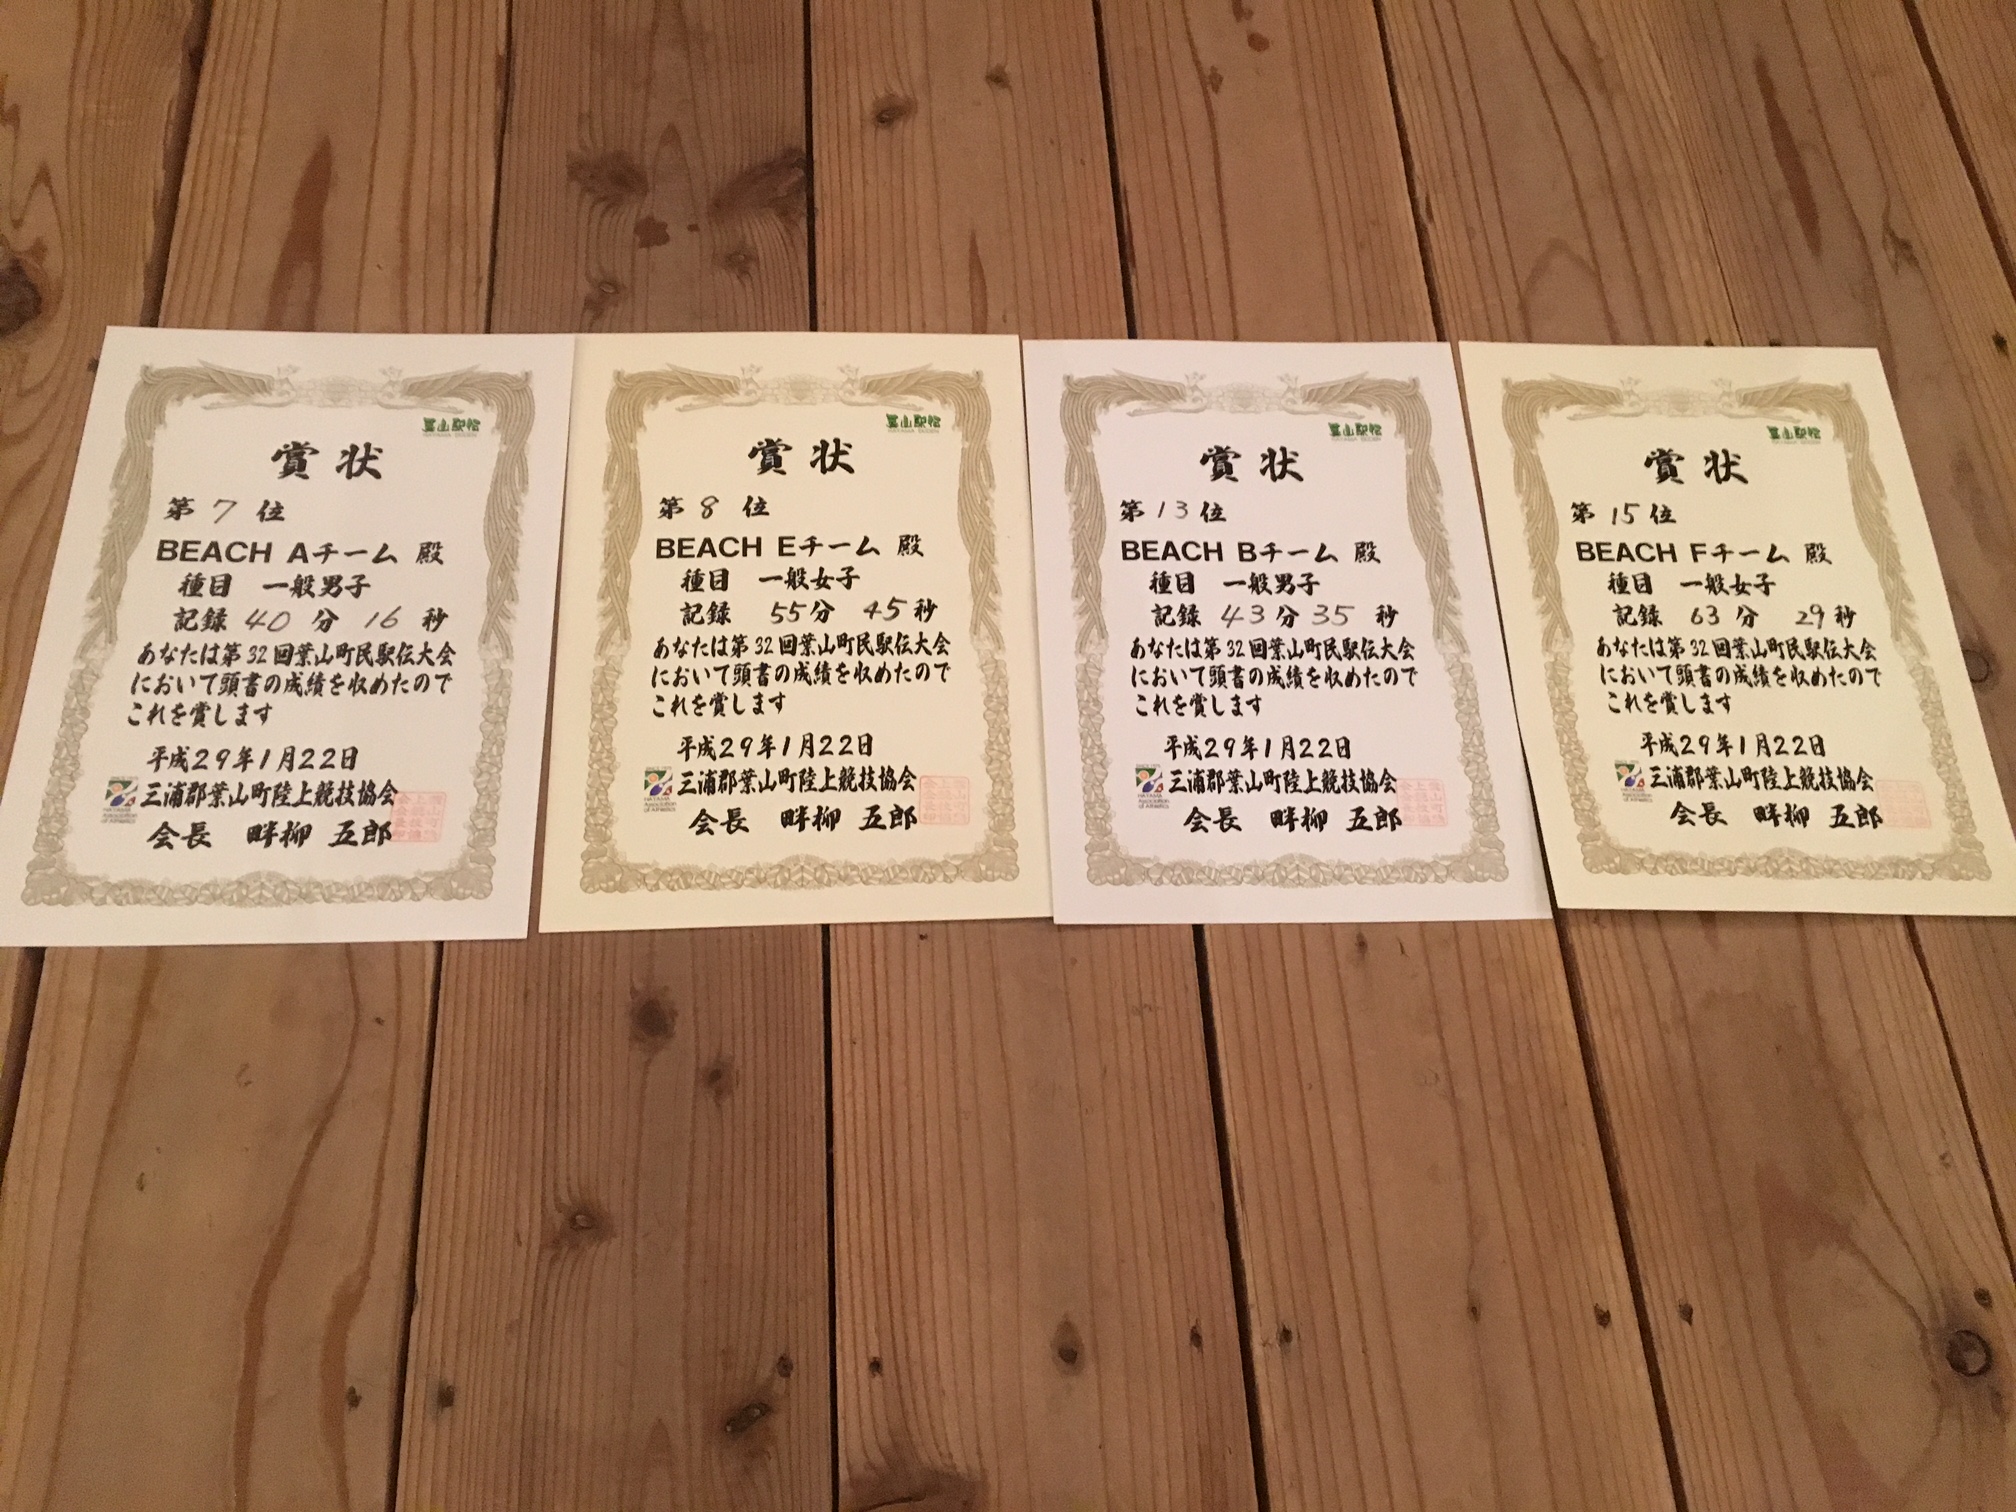 葉山駅伝
賞状
第7位
BEACH Aチーム 殿
種目 一般男子
記録 40分 16秒
あなたは第32回葉山町民駅伝大会
において頭書の成績を収めたので
これを賞します
平成29年1月22日
三浦郡葉山町陸上競技協会
会長 畔柳 五郎
葉山駅伝
賞状
第8位
BEACH Eチーム 殿
種目 一般女子
記録 55分 45秒
あなたは第32回葉山町民駅伝大会
において頭書の成績を収めたので
これを賞します
平成29年1月22日
三浦郡葉山町陸上競技協会
会長 畔柳 五郎
葉山駅伝
賞状
第13位
BEACH Bチーム 殿
種目 一般男子
記録 43分 35秒
あなたは第32回葉山町民駅伝大会
において頭書の成績を収めたので
これを賞します
平成29年1月22日
三浦郡葉山町陸上競技協会
会長 畔柳 五郎
葉山駅伝
賞状
第15位
BEACH Fチーム 殿
種目 一般女子
記録 63分 29秒
あなたは第32回葉山町民駅伝大会
において頭書の成績を収めたので
これを賞します
平成29年1月22日
三浦郡葉山町陸上競技協会
会長 畔柳 五郎